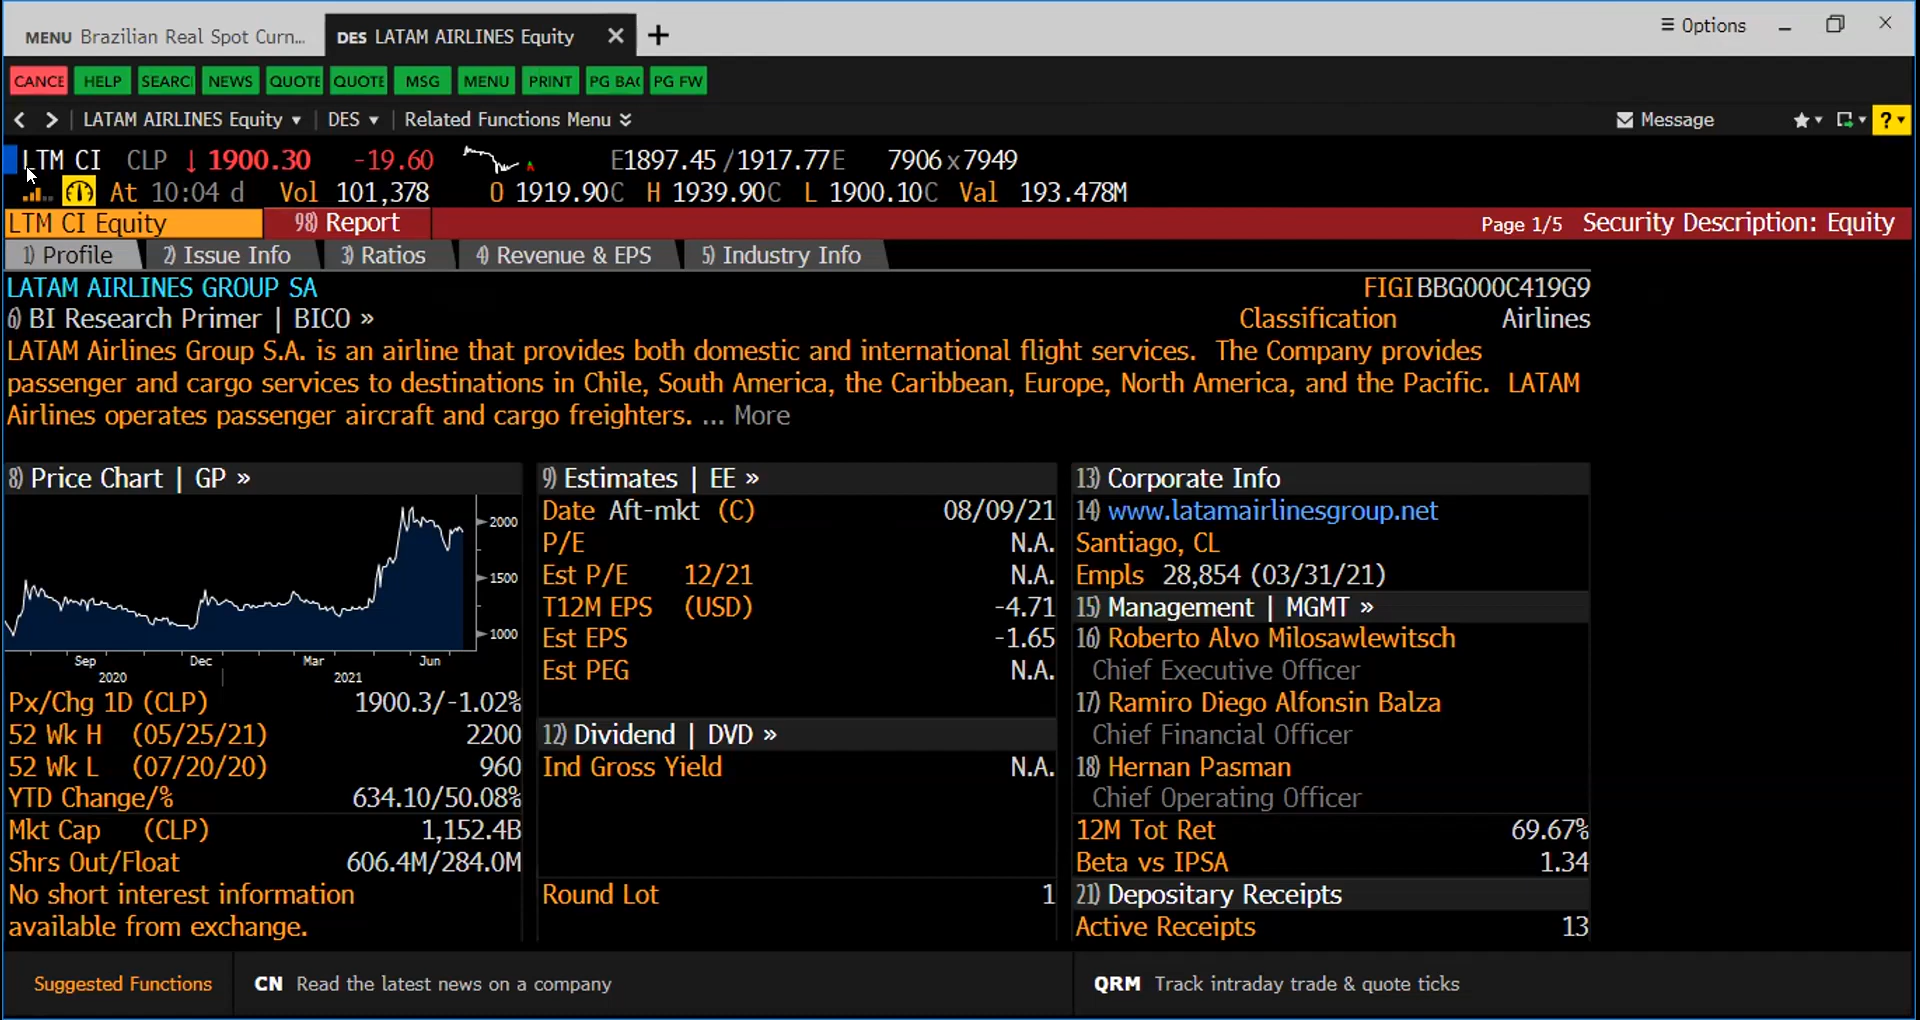 MENU Brazilian Real Spot Curn... DES LATAM AIRLINES Equity Options
CANCE HELP SEARC NEWS QUOTE QUOTE MSG MENU PRINT PG BAC PG FW
LATAM AIRLINES Equity DES Related Functions Menu Message ?
LTM CI CLP ↓ 1900.30 -19.60 E1897.45 / 1917.77E 7906 x 7949
At 10:04 d Vol 101,378 O 1919.90C H 1939.90C L 1900.10C Val 193.478M
LTM CI Equity 98) Report Page 1/5 Security Description: Equity
1) Profile 2) Issue Info 3) Ratios 4) Revenue & EPS 5) Industry Info
LATAM AIRLINES GROUP SA FIGI BBG000C419G9
6) BI Research Primer | BICO » Classification Airlines
LATAM Airlines Group S.A. is an airline that provides both domestic and international flight services. The Company provides
passenger and cargo services to destinations in Chile, South America, the Caribbean, Europe, North America, and the Pacific. LATAM
Airlines operates passenger aircraft and cargo freighters. ... More
8) Price Chart | GP »
2000
1500
1000
Sep Dec Mar Jun
2020 2021
Px/Chg 1D (CLP) 1900.3/-1.02%
52 Wk H (05/25/21) 2200
52 Wk L (07/20/20) 960
YTD Change/% 634.10/50.08%
Mkt Cap (CLP) 1,152.4B
Shrs Out/Float 606.4M/284.0M
No short interest information
available from exchange.
9) Estimates | EE »
Date Aft-mkt (C) 08/09/21
P/E N.A.
Est P/E 12/21 N.A.
T12M EPS (USD) -4.71
Est EPS -1.65
Est PEG N.A.
12) Dividend | DVD »
Ind Gross Yield N.A.
Round Lot 1
13) Corporate Info
14) www.latamairlinesgroup.net
Santiago, CL
Empls 28,854 (03/31/21)
15) Management | MGMT »
16) Roberto Alvo Milosawlewitsch
Chief Executive Officer
17) Ramiro Diego Alfonsin Balza
Chief Financial Officer
18) Hernan Pasman
Chief Operating Officer
12M Tot Ret 69.67%
Beta vs IPSA 1.34
21) Depositary Receipts
Active Receipts 13
Suggested Functions CN Read the latest news on a company QRM Track intraday trade & quote ticks